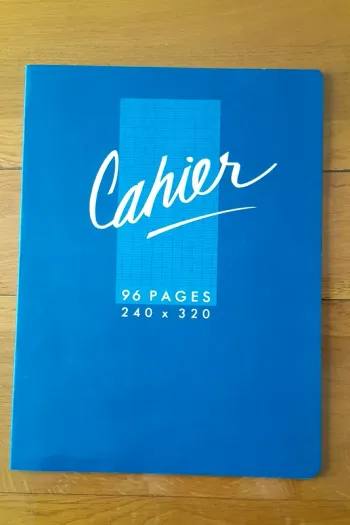 Cahier
96 PAGES
240 x 320